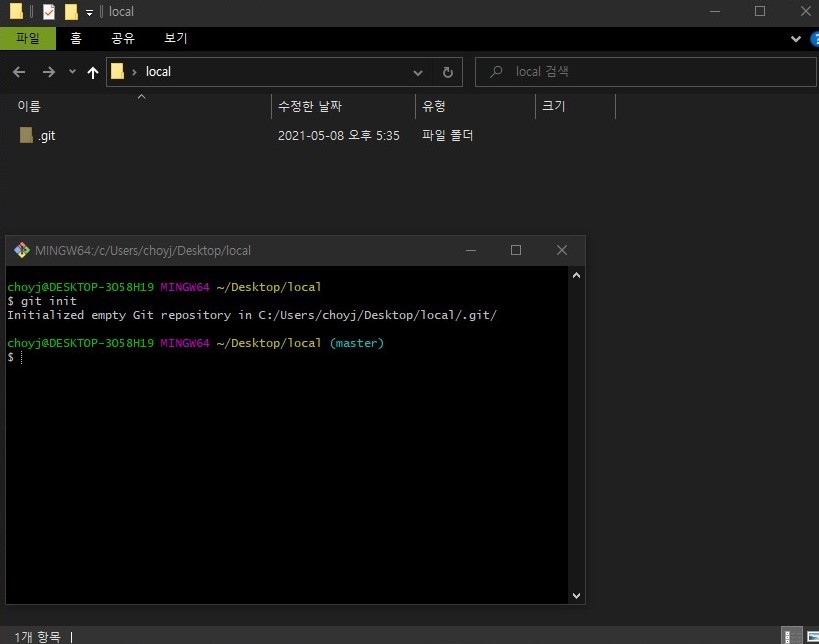 local
파일 홈 공유 보기
local local 검색
이름 수정한 날짜 유형 크기
.git 2021-05-08 오후 5:35 파일 폴더
MINGW64:/c/Users/choyj/Desktop/local
choyj@DESKTOP-3O58H19 MINGW64 ~/Desktop/local
$ git init
Initialized empty Git repository in C:/Users/choyj/Desktop/local/.git/
choyj@DESKTOP-3O58H19 MINGW64 ~/Desktop/local (master)
$
1개 항목